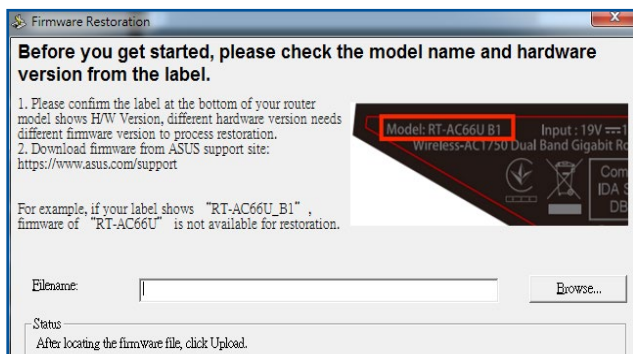 Firmware Restoration
Before you get started, please check the model name and hardware
version from the label.
1. Please confirm the label at the bottom of your router
model shows H/W Version, different hardware version needs
different firmware version to process restoration.
2. Download firmware from ASUS support site:
https://www.asus.com/support
Model: RT-AC66U B1 Input : 19V
Wireless-AC1750 Dual Band Gigabit Ro
Com
IDA S
DB
For example, if your label shows “RT-AC66U_B1”,
firmware of “RT-AC66U” is not available for restoration.
Filename:
Browse...
Status
After locating the firmware file, click Upload.